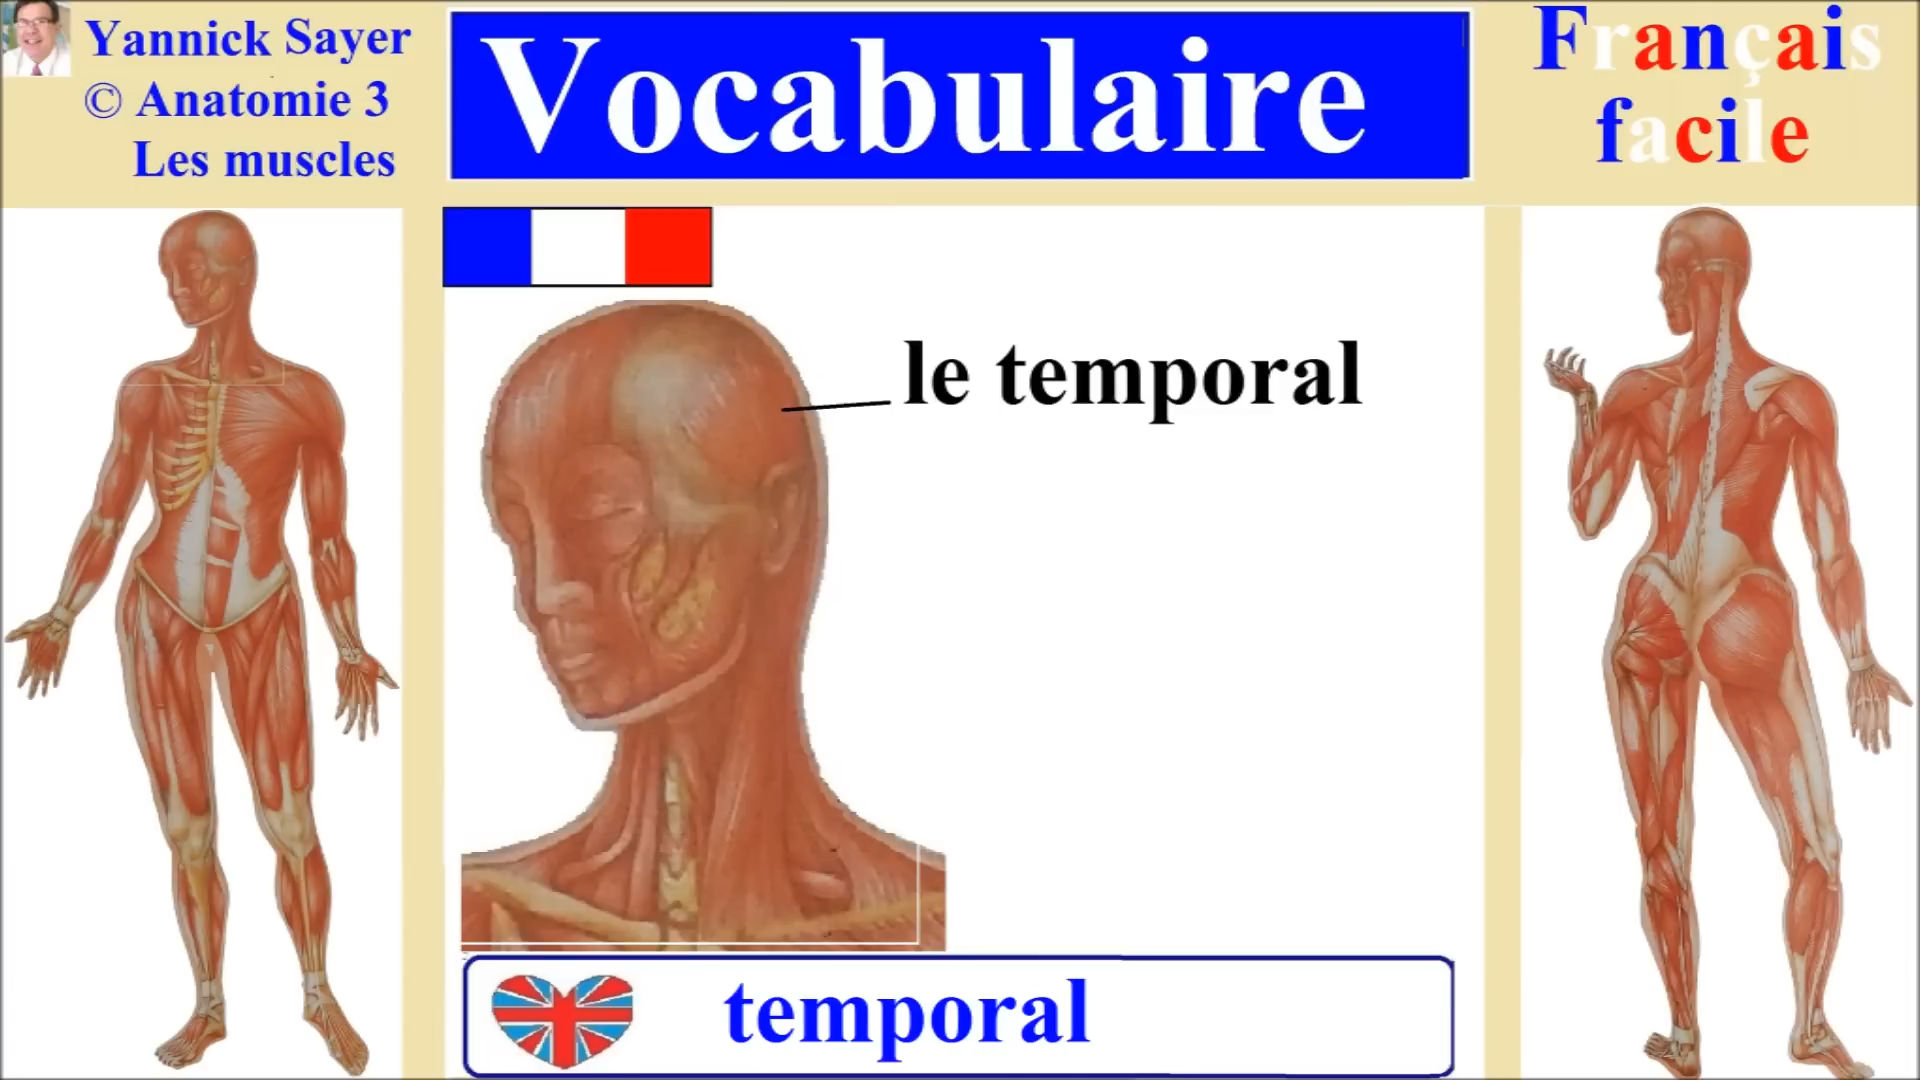 Yannick Sayer
© Anatomie 3
Les muscles
Vocabulaire
Français
facile
le temporal
temporal